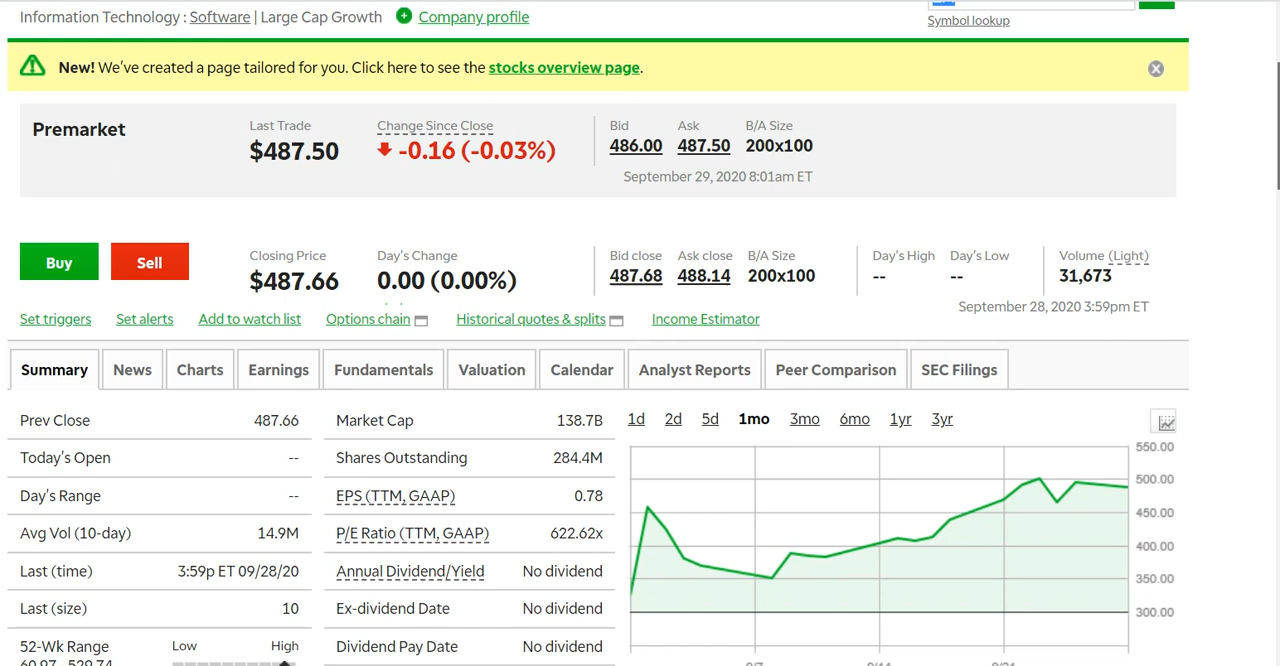 Information Technology : Software | Large Cap Growth Company profile
Symbol lookup
New! We've created a page tailored for you. Click here to see the stocks overview page.
Premarket
Last Trade Change Since Close Bid Ask B/A Size
$487.50 -0.16 (-0.03%) 486.00 487.50 200x100
September 29, 2020 8:01am ET
Buy Sell
Closing Price Day's Change Bid close Ask close B/A Size Day's High Day's Low Volume (Light)
$487.66 0.00 (0.00%) 487.68 488.14 200x100 -- -- 31,673
September 28, 2020 3:59pm ET
Set triggers Set alerts Add to watch list Options chain Historical quotes & splits Income Estimator
Summary News Charts Earnings Fundamentals Valuation Calendar Analyst Reports Peer Comparison SEC Filings
Prev Close 487.66
Today's Open --
Day's Range --
Avg Vol (10-day) 14.9M
Last (time) 3:59p ET 09/28/20
Last (size) 10
52-Wk Range Low High
60.97 - 529.74
Market Cap 138.7B
Shares Outstanding 284.4M
EPS (TTM, GAAP) 0.78
P/E Ratio (TTM, GAAP) 622.62x
Annual Dividend/Yield No dividend
Ex-dividend Date No dividend
Dividend Pay Date No dividend
1d 2d 5d 1mo 3mo 6mo 1yr 3yr
550.00
500.00
450.00
400.00
350.00
300.00